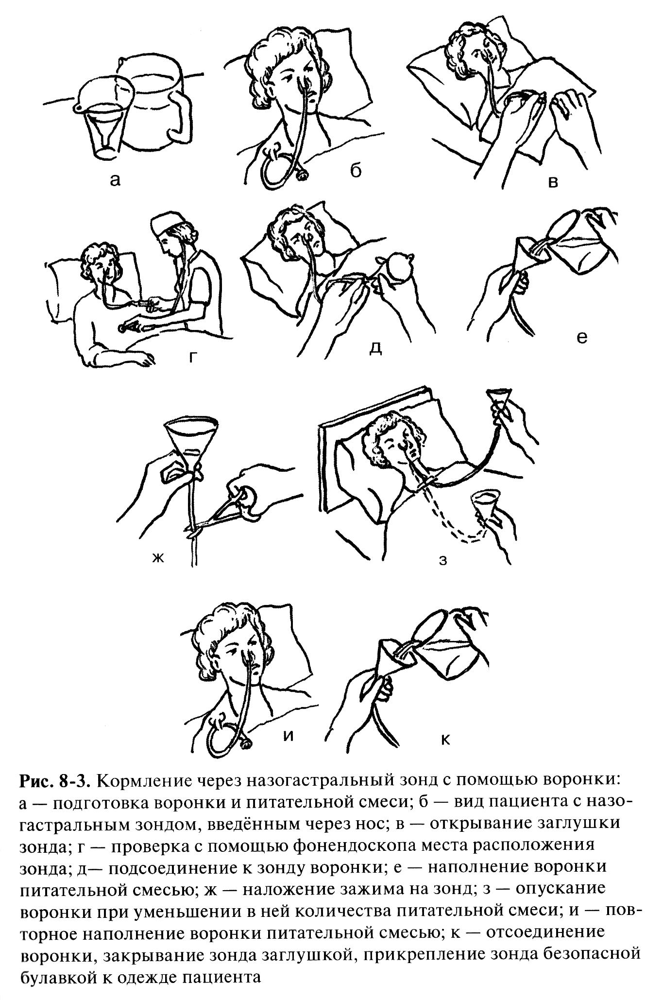 а
б
в
г
д
е
ж
з
и
к
Рис. 8-3. Кормление через назогастральный зонд с помощью воронки:
а — подготовка воронки и питательной смеси; б — вид пациента с назо-
гастральным зондом, введённым через нос; в — открывание заглушки
зонда; г — проверка с помощью фонендоскопа места расположения
зонда; д— подсоединение к зонду воронки; е — наполнение воронки
питательной смесью; ж — наложение зажима на зонд; з — опускание
воронки при уменьшении в ней количества питательной смеси; и — пов-
торное наполнение воронки питательной смесью; к — отсоединение
воронки, закрывание зонда заглушкой, прикрепление зонда безопасной
булавкой к одежде пациента